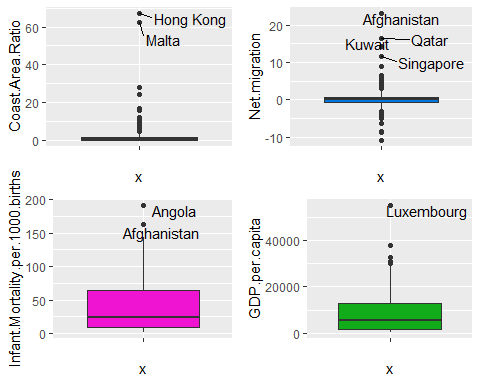 Coast.Area.Ratio
60
40
20
0
Hong Kong
Malta
x
Net.migration
20
10
0
-10
Afghanistan
Kuwait
Qatar
Singapore
x
Infant.Mortality.per.1000 births
200
150
100
50
0
Angola
Afghanistan
x
GDP.per.capita
40000
20000
0
Luxembourg
x